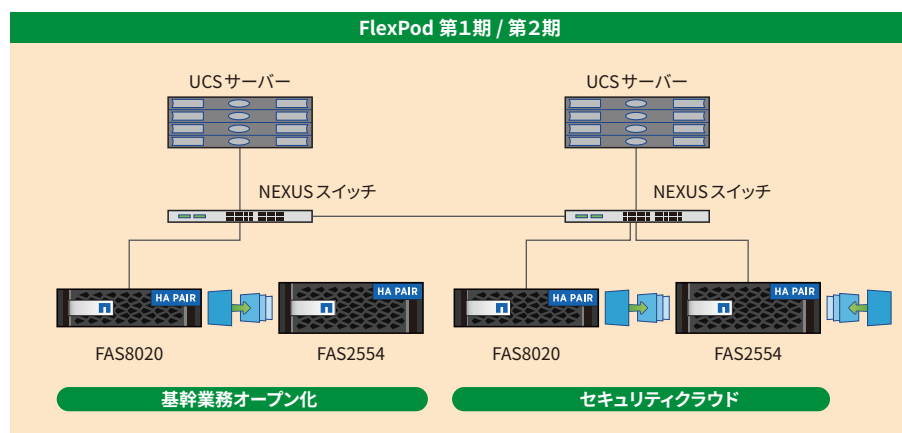 FlexPod 第1期 / 第2期
UCSサーバー
UCSサーバー
NEXUSスイッチ
NEXUSスイッチ
HA PAIR
HA PAIR
HA PAIR
HA PAIR
FAS8020
FAS2554
FAS8020
FAS2554
基幹業務オープン化
セキュリティクラウド